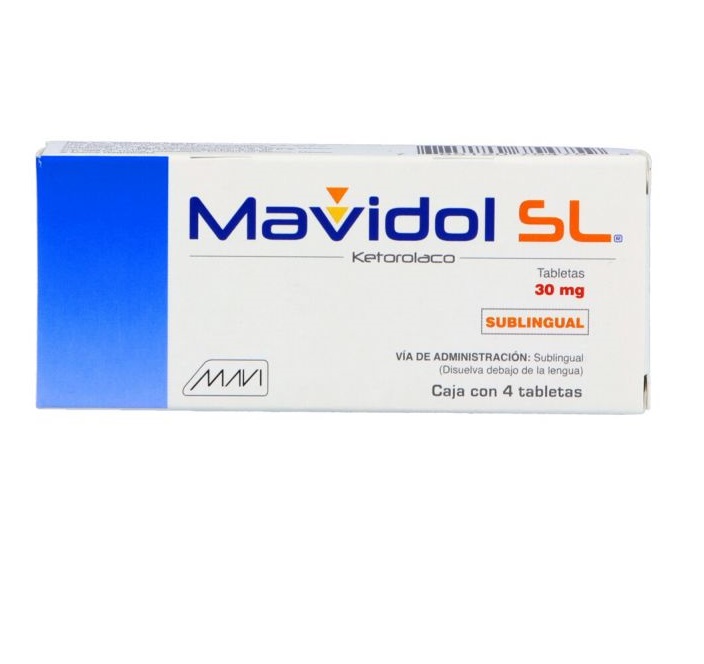 Mavidol SL®
Ketorolaco
Tabletas
30 mg
SUBLINGUAL
VÍA DE ADMINISTRACIÓN: Sublingual
(Disuelva debajo de la lengua)
MAVI
Caja con 4 tabletas